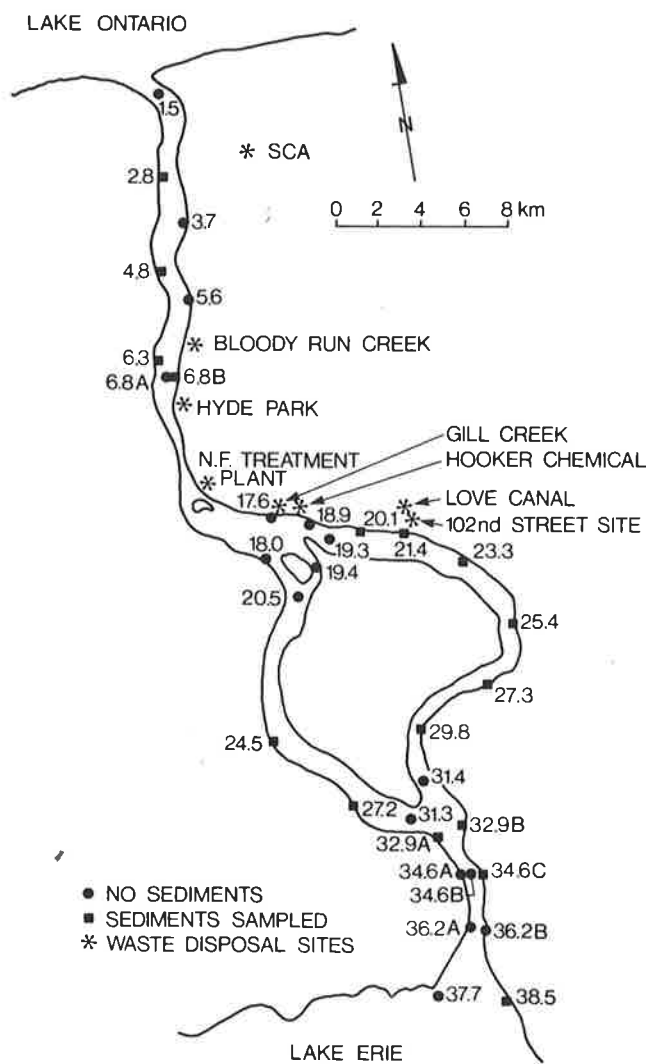 LAKE ONTARIO
1.5
* SCA
2.8
N
0 2 4 6 8 km
3.7
4.8
5.6
BLOODY RUN CREEK
6.3
6.8A
6.8B
HYDE PARK
GILL CREEK
N.F. TREATMENT
PLANT
HOOKER CHEMICAL
17.6
18.9
20.1
LOVE CANAL
102nd STREET SITE
18.0
19.3
21.4
23.3
19.4
20.5
25.4
27.3
24.5
29.8
31.4
27.2
31.3
32.9B
32.9A
34.6A
34.6C
34.6B
36.2A
36.2B
NO SEDIMENTS
SEDIMENTS SAMPLED
* WASTE DISPOSAL SITES
37.7
38.5
LAKE ERIE